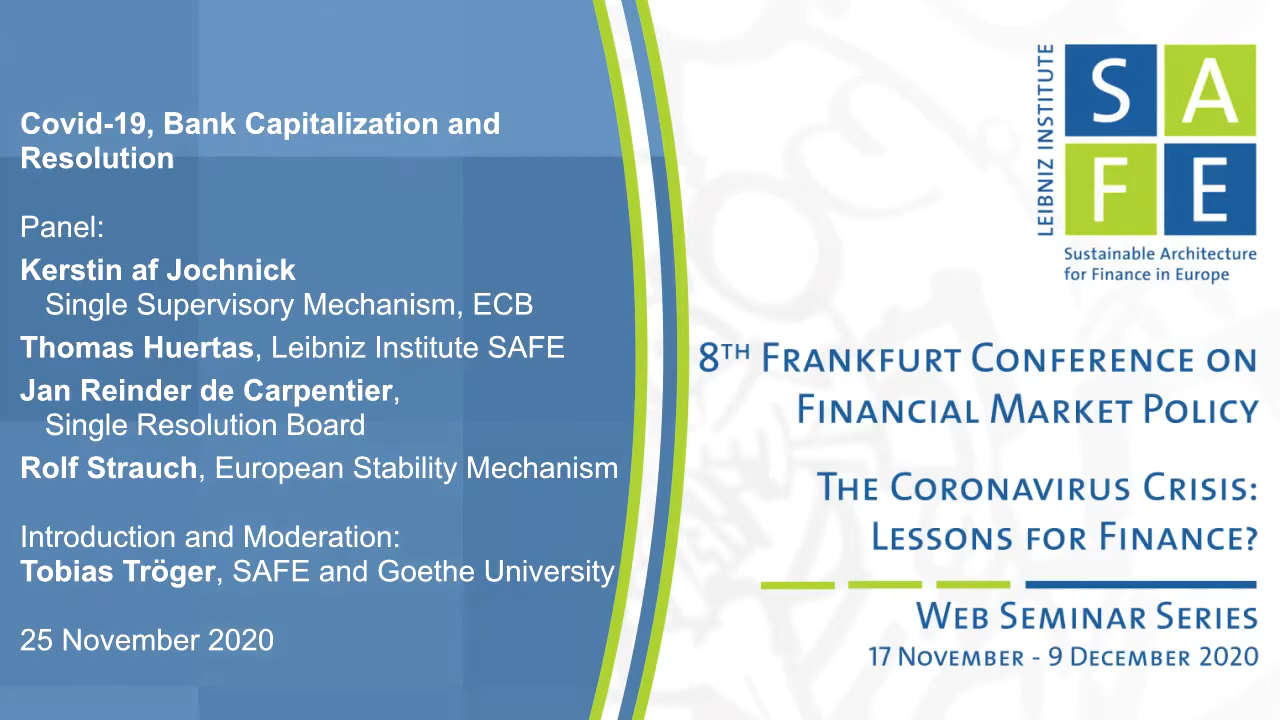 Covid-19, Bank Capitalization and
Resolution
Panel:
Kerstin af Jochnick
Single Supervisory Mechanism, ECB
Thomas Huertas, Leibniz Institute SAFE
Jan Reinder de Carpentier,
Single Resolution Board
Rolf Strauch, European Stability Mechanism
Introduction and Moderation:
Tobias Tröger, SAFE and Goethe University
25 November 2020
LEIBNIZ INSTITUTE
S A
F E
Sustainable Architecture
for Finance in Europe
8TH FRANKFURT CONFERENCE ON
FINANCIAL MARKET POLICY
THE CORONAVIRUS CRISIS:
LESSONS FOR FINANCE?
WEB SEMINAR SERIES
17 NOVEMBER - 9 DECEMBER 2020